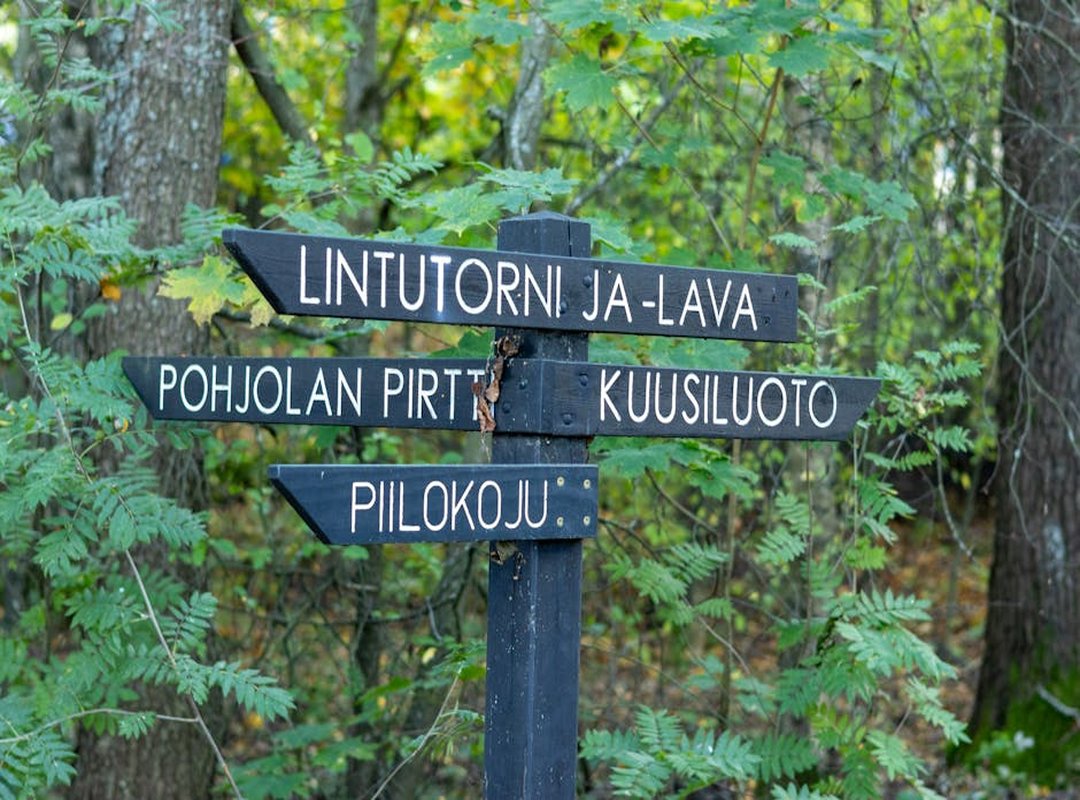 LINTUTORNI JA -LAVA
POHJOLAN PIRTTI
KUUSILUOTO
PIILOKOJU